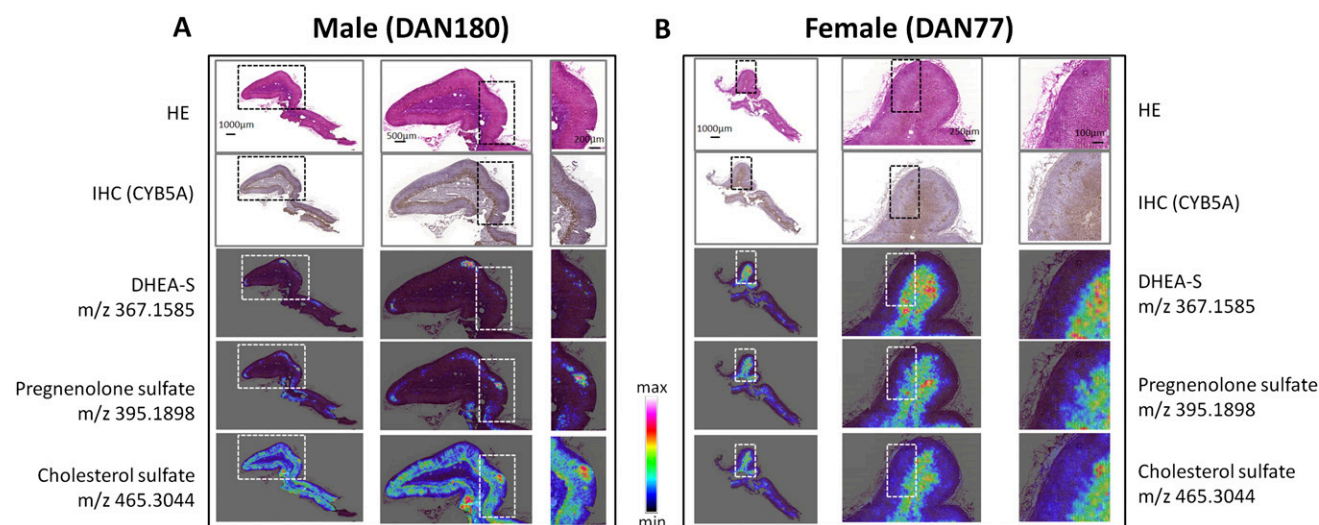 A Male (DAN180)
B Female (DAN77)
HE
1000µm
500µm
200µm
1000µm
250µm
100µm
HE
IHC (CYB5A)
IHC (CYB5A)
DHEA-S
m/z 367.1585
DHEA-S
m/z 367.1585
Pregnenolone sulfate
m/z 395.1898
max
min
Pregnenolone sulfate
m/z 395.1898
Cholesterol sulfate
m/z 465.3044
Cholesterol sulfate
m/z 465.3044